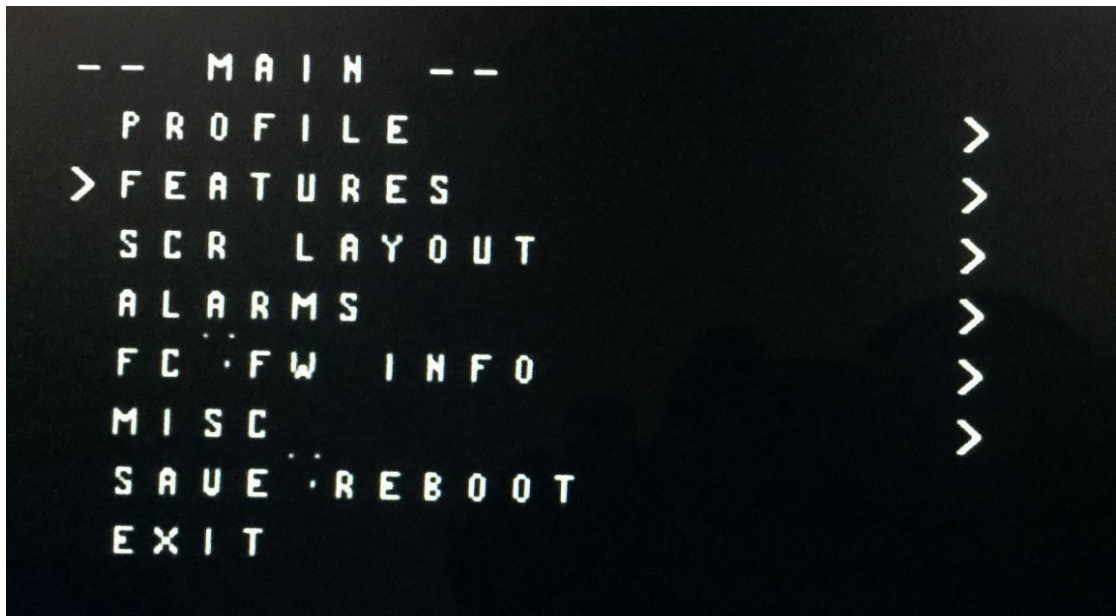 -- MAIN --
PROFILE >
> FEATURES >
SCR LAYOUT >
ALARMS >
FC FW INFO >
MISC >
SAVE REBOOT
EXIT